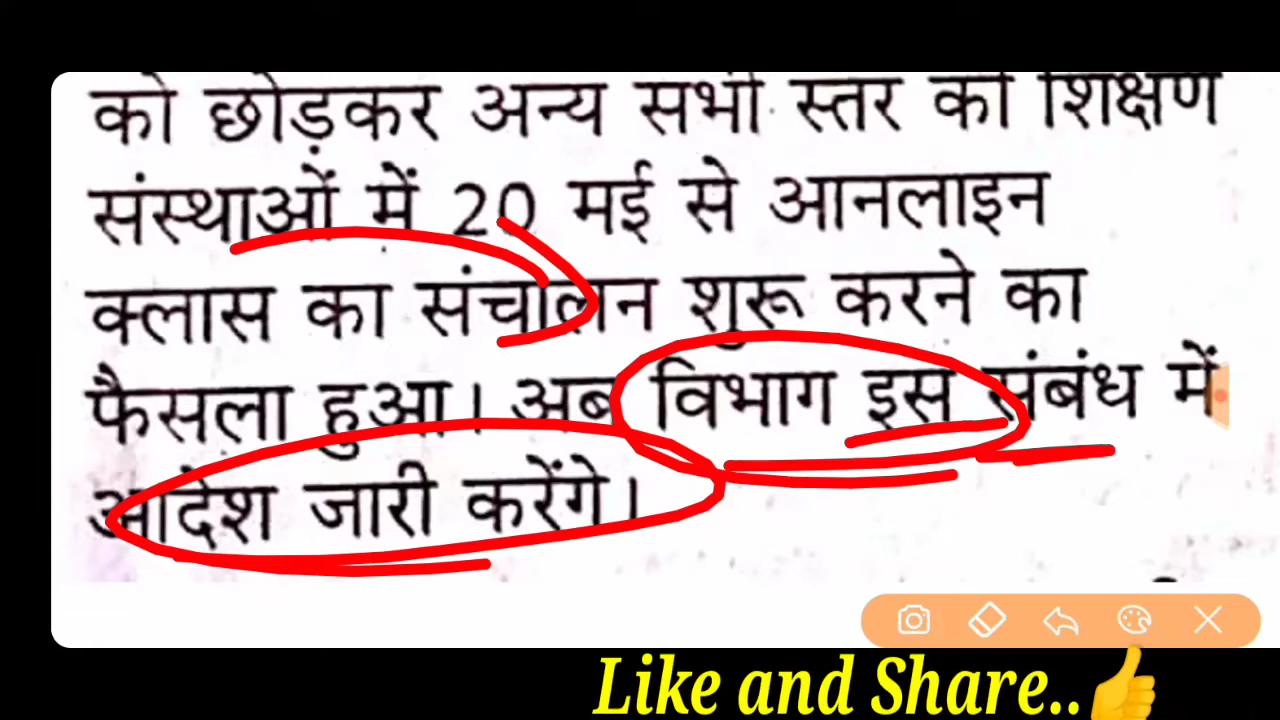 को छोड़कर अन्य सभी स्तर की शिक्षण
संस्थाओं में 20 मई से आनलाइन
क्लास का संचालन शुरू करने का
फैसला हुआ। अब विभाग इस संबंध में
आदेश जारी करेंगे।
Like and Share..